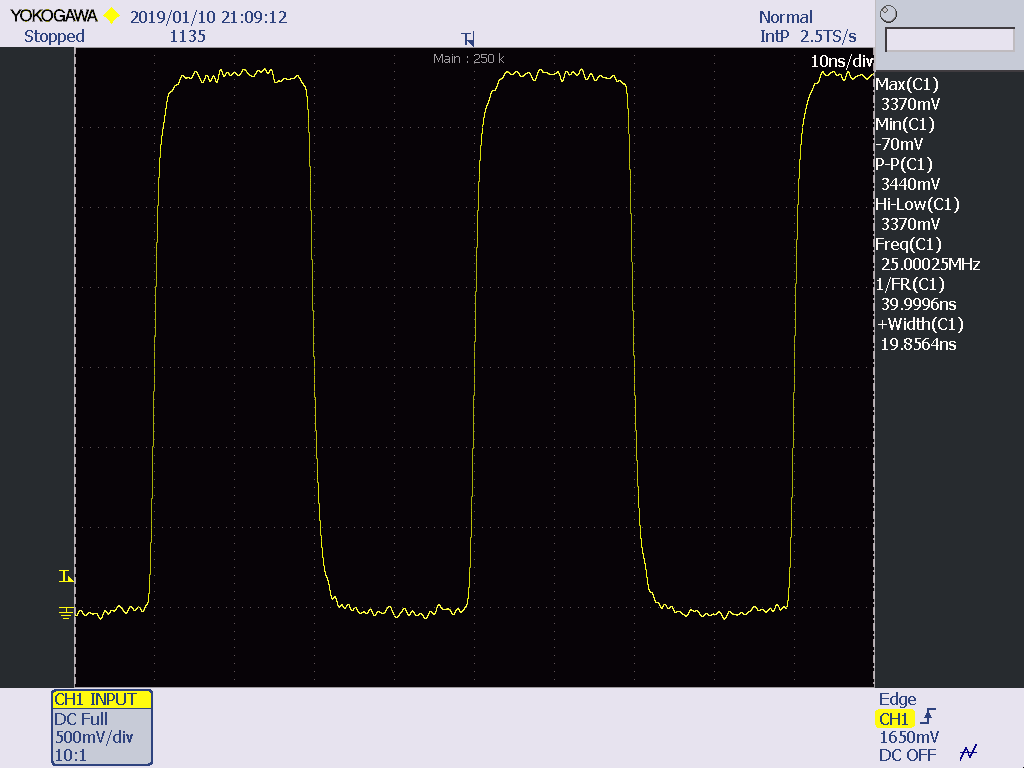 YOKOGAWA 2019/01/10 21:09:12 Normal
Stopped 1135 IntP 2.5TS/s
T
Main : 250 k
10ns/div
Max(C1)
3370mV
Min(C1)
-70mV
P-P(C1)
3440mV
Hi-Low(C1)
3370mV
Freq(C1)
25.00025MHz
1/FR(C1)
39.9996ns
+Width(C1)
19.8564ns
T
CH1 INPUT
DC Full
500mV/div
10:1
Edge
CH1
1650mV
DC OFF